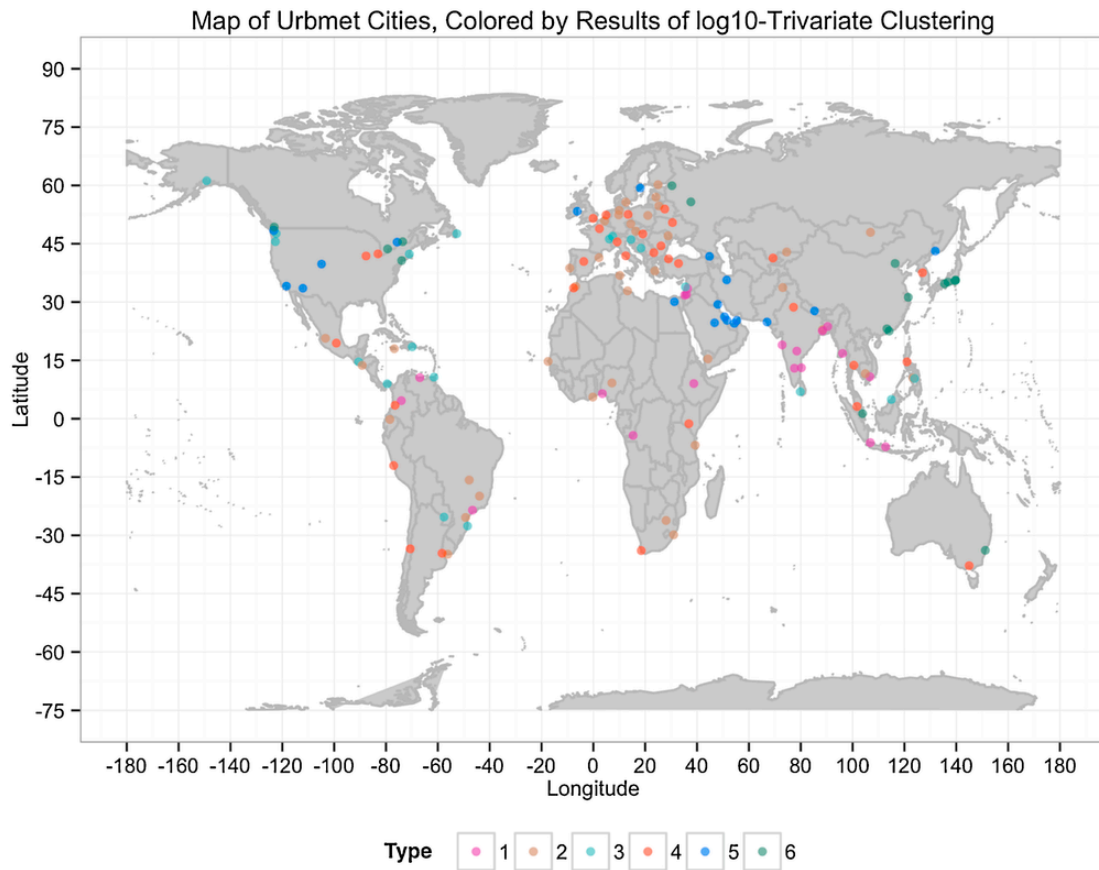 Map of Urbmet Cities, Colored by Results of log10-Trivariate Clustering
90
75
60
45
30
15
0
-15
-30
-45
-60
-75
Latitude
-180 -160 -140 -120 -100 -80 -60 -40 -20 0 20 40 60 80 100 120 140 160 180
Longitude
Type 1 2 3 4 5 6